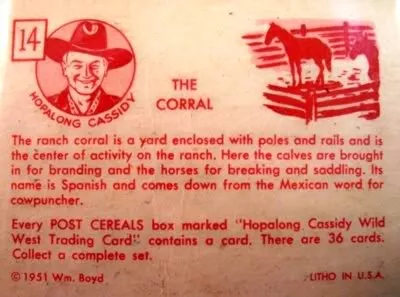 14
HOPALONG CASSIDY
THE
CORRAL
The ranch corral is a yard enclosed with poles and rails and is
the center of activity on the ranch. Here the calves are brought
in for branding and the horses for breaking and saddling. Its
name is Spanish and comes down from the Mexican word for
cowpuncher.
Every POST CEREALS box marked "Hopalong Cassidy Wild
West Trading Card" contains a card. There are 36 cards.
Collect a complete set.
© 1951 Wm. Boyd
LITHO IN U.S.A.